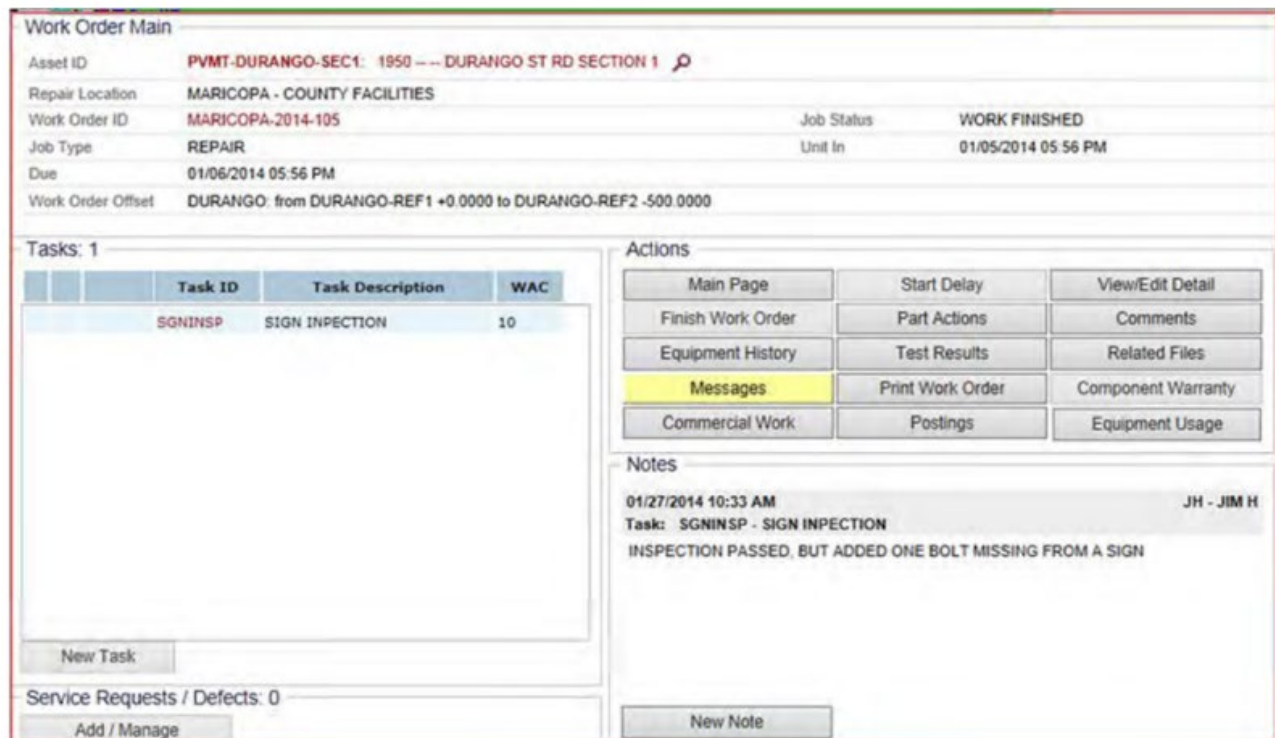 Work Order Main
Asset ID PVMT-DURANGO-SEC1: 1950 -- -- DURANGO ST RD SECTION 1
Repair Location MARICOPA - COUNTY FACILITIES
Work Order ID MARICOPA-2014-105 Job Status WORK FINISHED
Job Type REPAIR Unit In 01/05/2014 05:56 PM
Due 01/06/2014 05:56 PM
Work Order Offset DURANGO: from DURANGO-REF1 +0.0000 to DURANGO-REF2 -500.0000
Tasks: 1
Task ID Task Description WAC
SGNINSP SIGN INPECTION 10
New Task
Service Requests / Defects: 0
Add / Manage
Actions
Main Page Start Delay View/Edit Detail
Finish Work Order Part Actions Comments
Equipment History Test Results Related Files
Messages Print Work Order Component Warranty
Commercial Work Postings Equipment Usage
Notes
01/27/2014 10:33 AM JH - JIM H
Task: SGNINSP - SIGN INPECTION
INSPECTION PASSED, BUT ADDED ONE BOLT MISSING FROM A SIGN
New Note